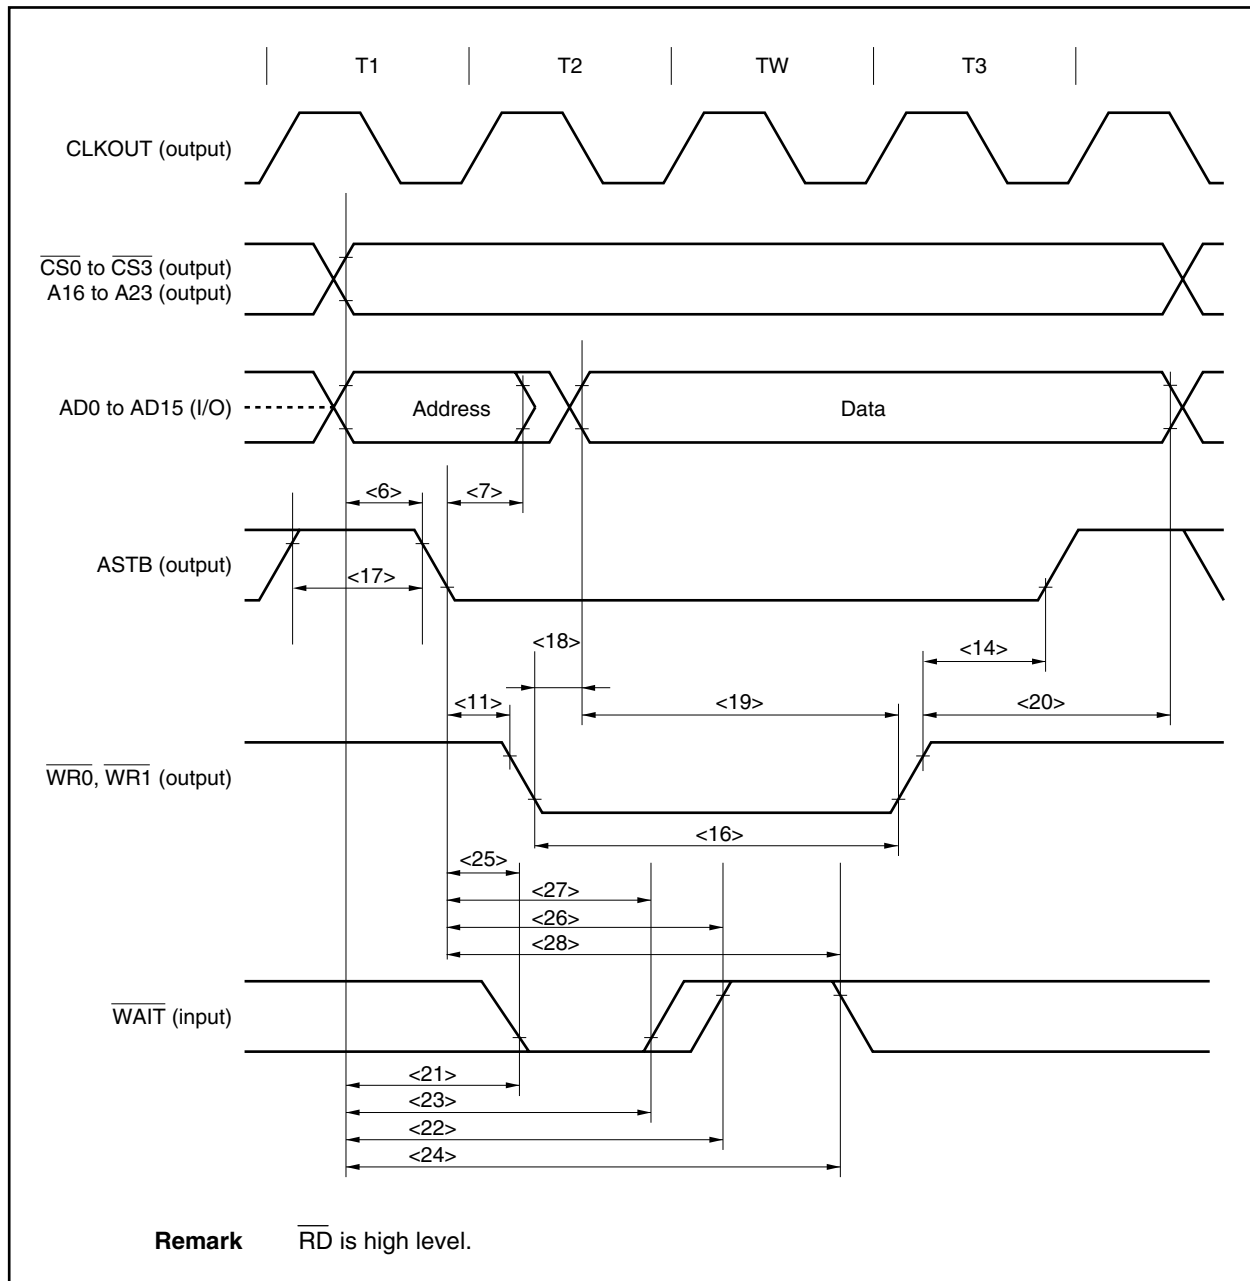 T1 T2 TW T3
CLKOUT (output)
CS0 to CS3 (output)
A16 to A23 (output)
AD0 to AD15 (I/O) Address Data
<6> <7>
ASTB (output)
<17>
<18> <14>
<11> <19> <20>
WR0, WR1 (output)
<16>
<25>
<27>
<26>
<28>
WAIT (input)
<21>
<23>
<22>
<24>
Remark RD is high level.